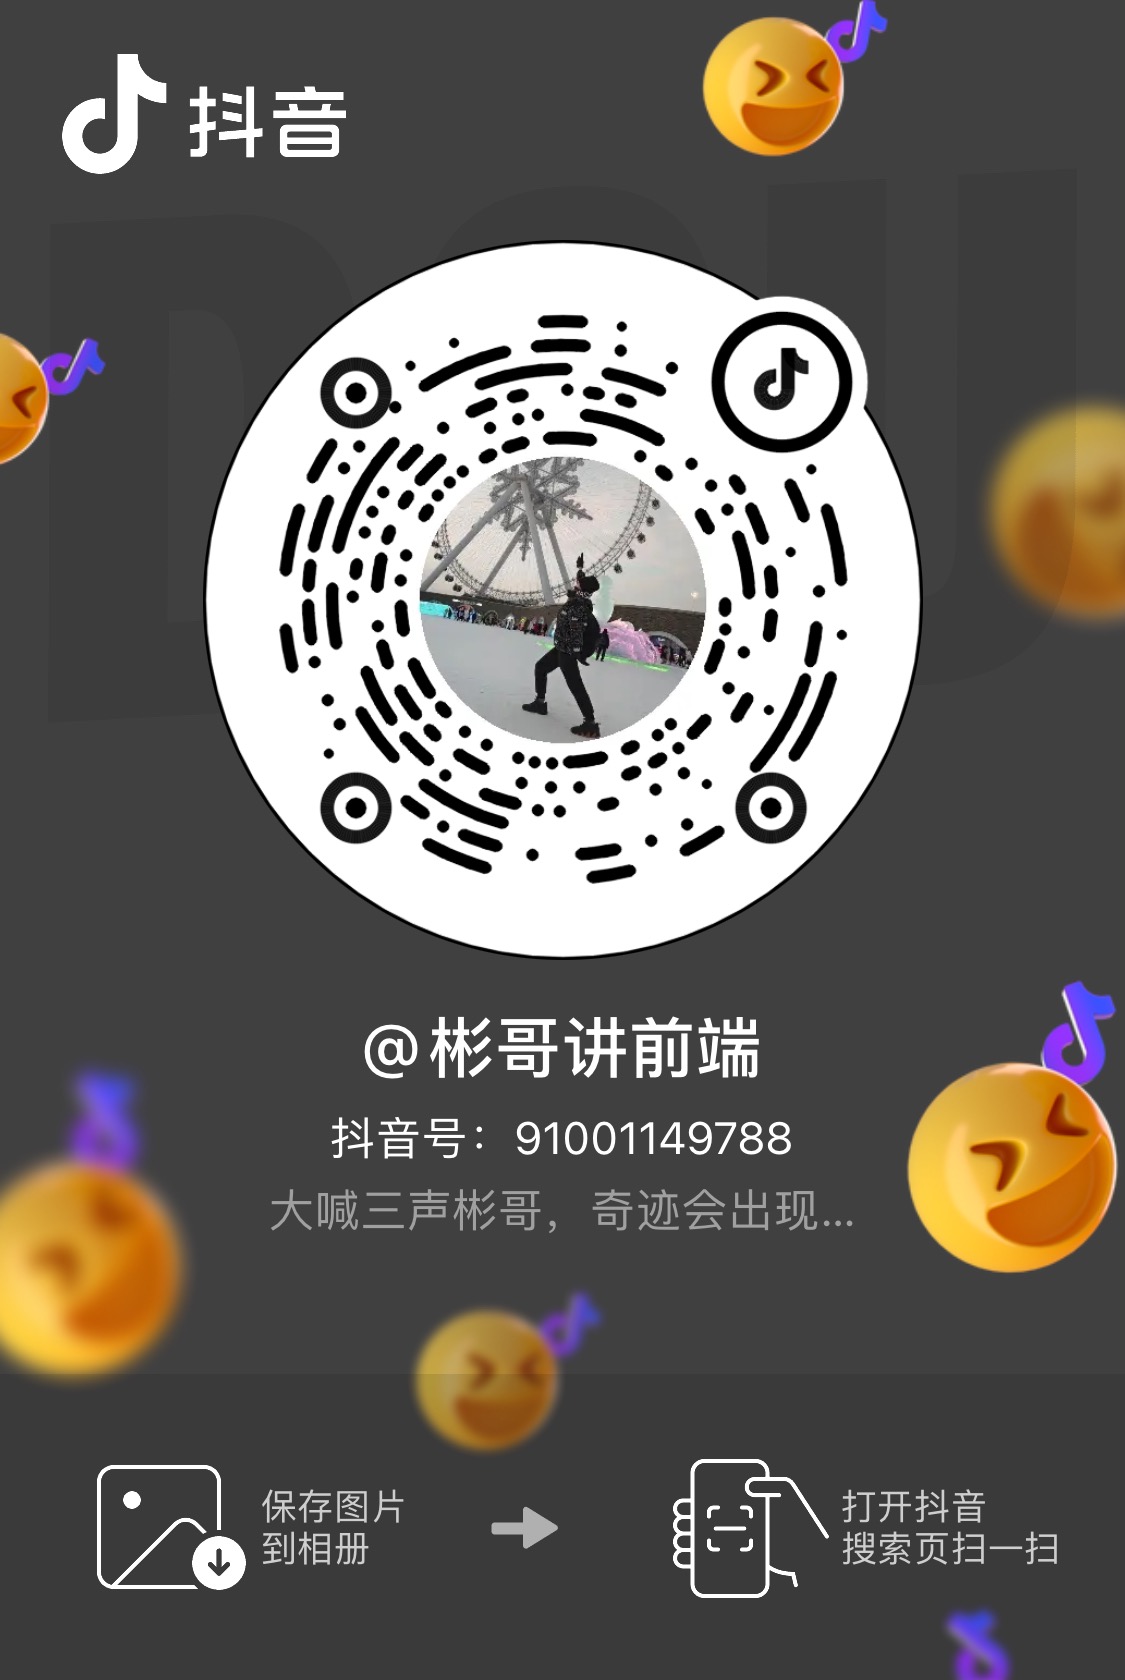 抖音
DOU
@彬哥讲前端
抖音号：91001149788
大喊三声彬哥，奇迹会出现...
保存图片
到相册
打开抖音
搜索页扫一扫